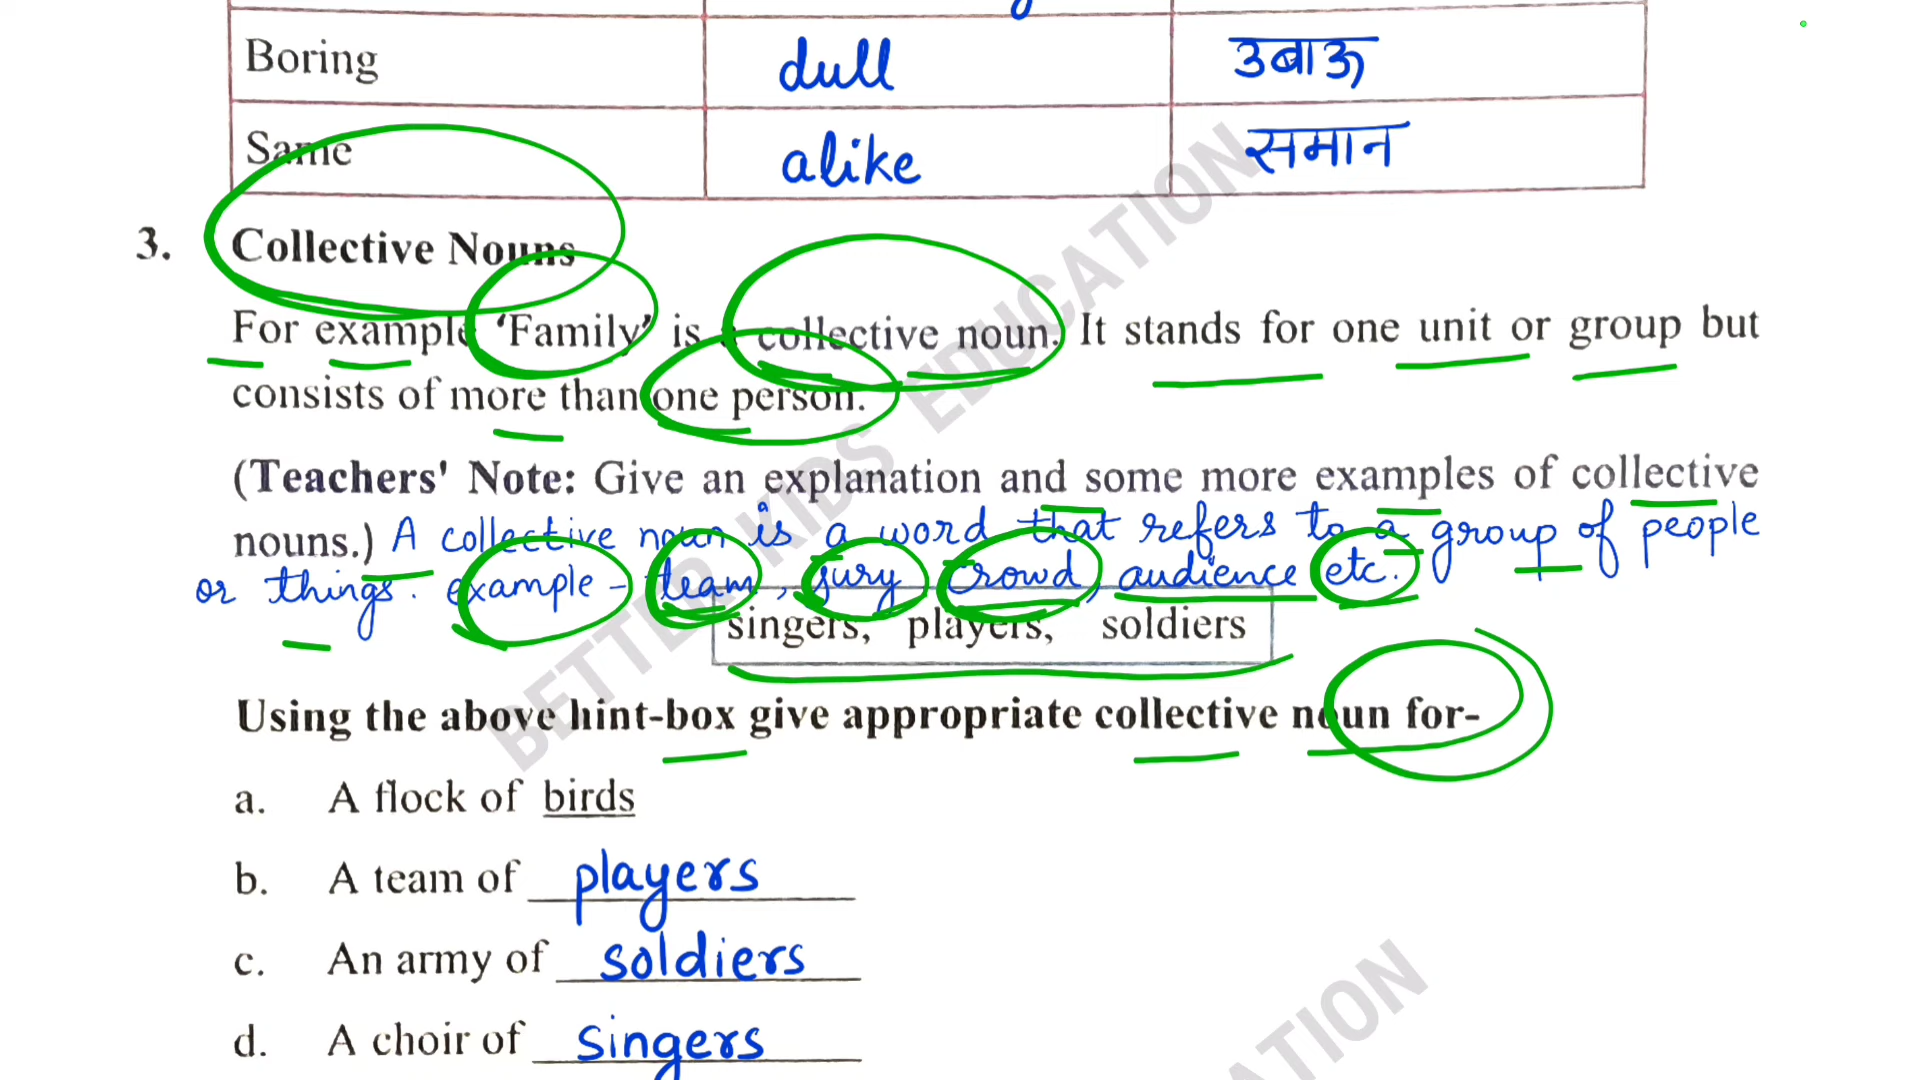 Boring dull उबाऊ
Same alike समान
3. Collective Nouns
For example 'Family' is a collective noun. It stands for one unit or group but
consists of more than one person.
(Teachers' Note: Give an explanation and some more examples of collective
nouns.) A collective noun is a word that refers to a group of people
or things. example - team, jury crowd, audience etc.
singers, players, soldiers
Using the above hint-box give appropriate collective noun for-
a. A flock of birds
b. A team of players
c. An army of soldiers
d. A choir of singers
BETTER KIDS EDUCATION
CATION